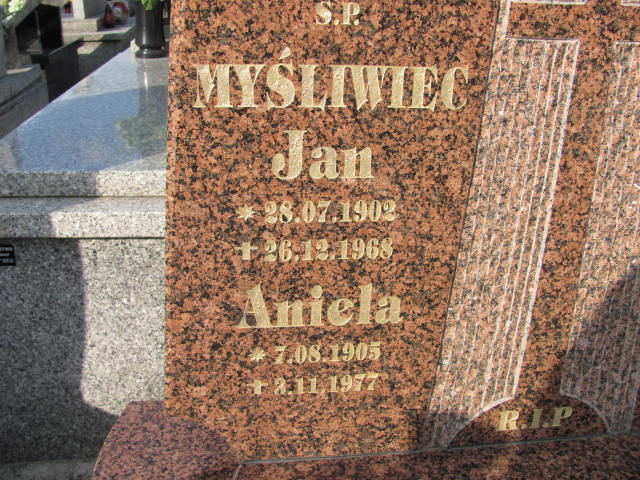 Ś.P.
MYŚLIWIEC
Jan
* 28.07.1902
+ 26.12.1968
Aniela
* 7.08.1905
+ 3.11.1977
R.I.P